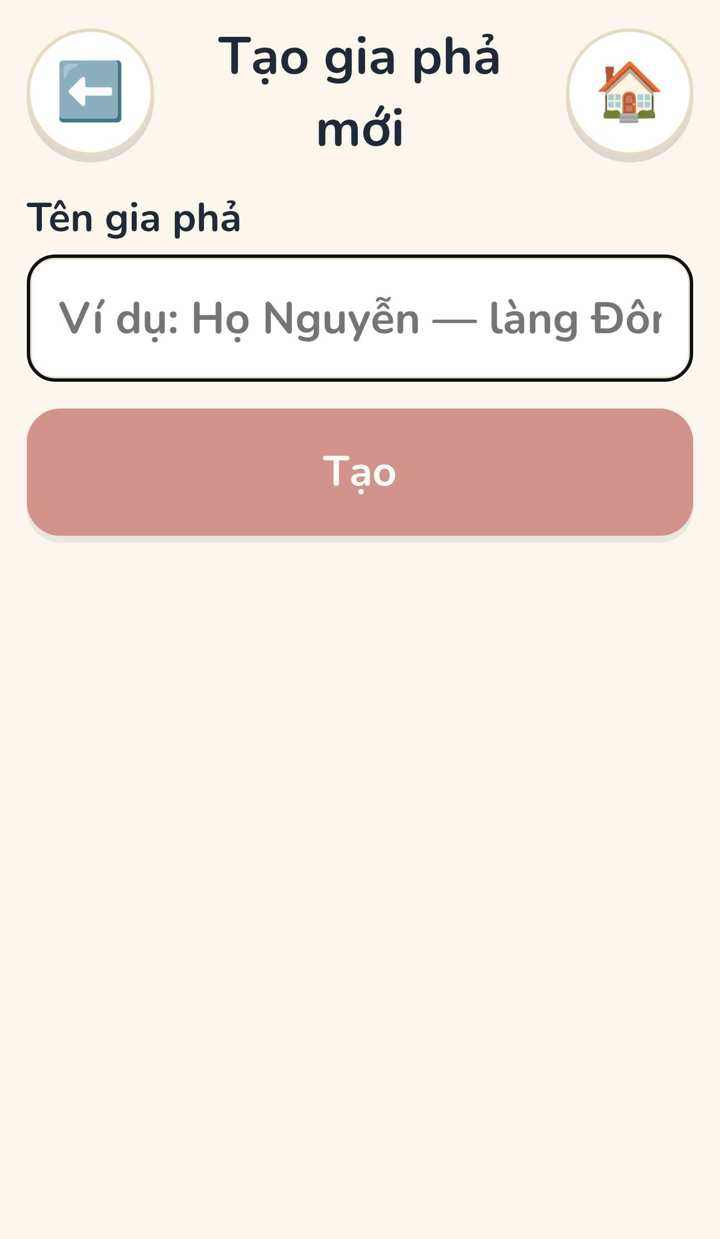 Tạo gia phả
mới
Tên gia phả
Ví dụ: Họ Nguyễn — làng
Tạo